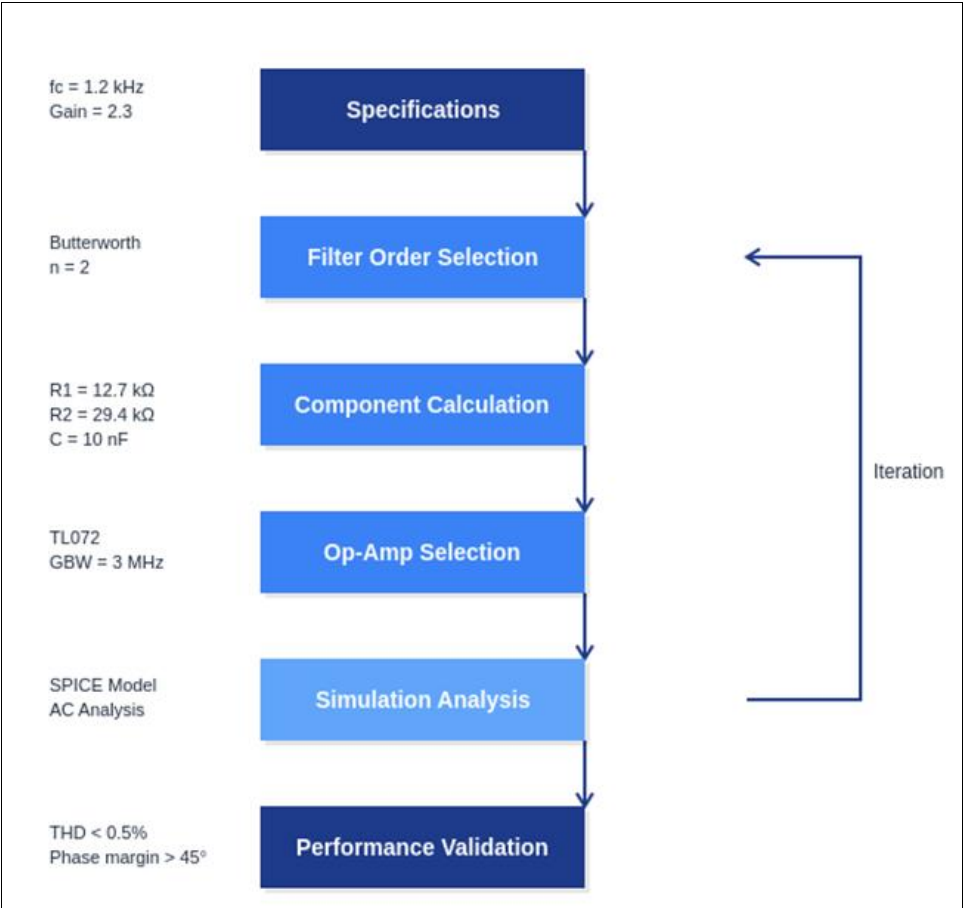 fc = 1.2 kHz
Gain = 2.3
Specifications
Butterworth
n = 2
Filter Order Selection
R1 = 12.7 kΩ
R2 = 29.4 kΩ
C = 10 nF
Component Calculation
Iteration
TL072
GBW = 3 MHz
Op-Amp Selection
SPICE Model
AC Analysis
Simulation Analysis
THD < 0.5%
Phase margin > 45°
Performance Validation